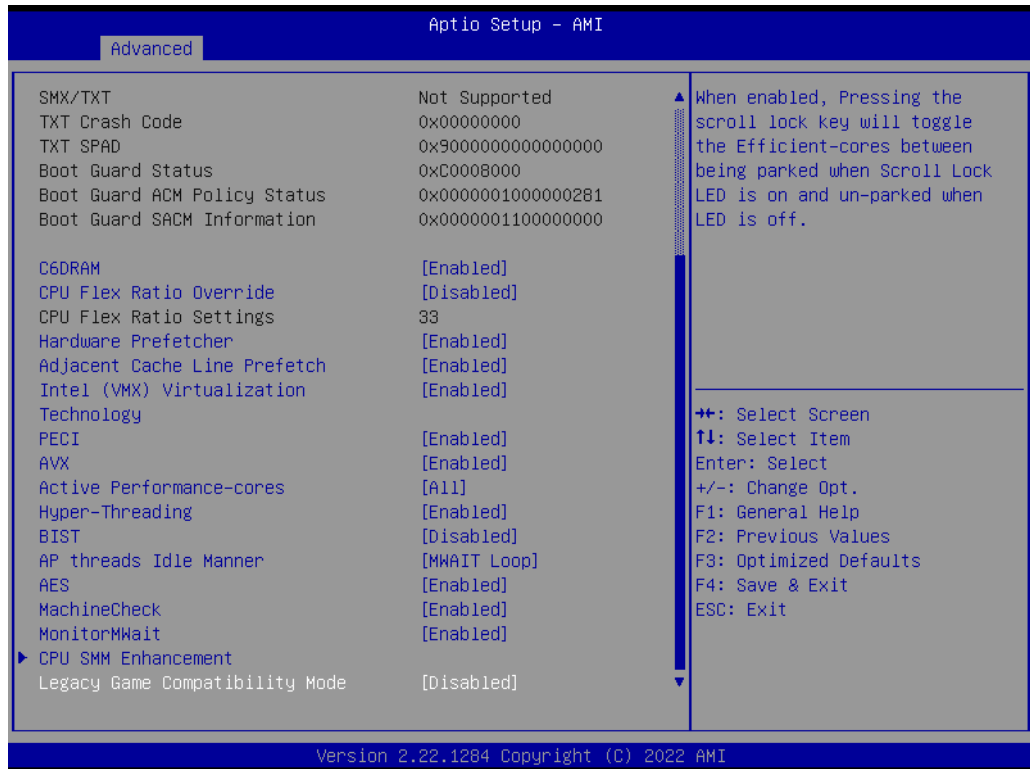 Aptio Setup – AMI
Advanced
SMX/TXT Not Supported
TXT Crash Code 0x00000000
TXT SPAD 0x9000000000000000
Boot Guard Status 0xC0008000
Boot Guard ACM Policy Status 0x0000001000000281
Boot Guard SACM Information 0x0000001100000000
C6DRAM [Enabled]
CPU Flex Ratio Override [Disabled]
CPU Flex Ratio Settings 33
Hardware Prefetcher [Enabled]
Adjacent Cache Line Prefetch [Enabled]
Intel (VMX) Virtualization [Enabled]
Technology
PECI [Enabled]
AVX [Enabled]
Active Performance-cores [All]
Hyper-Threading [Enabled]
BIST [Disabled]
AP threads Idle Manner [MWAIT Loop]
AES [Enabled]
MachineCheck [Enabled]
MonitorMWait [Enabled]
CPU SMM Enhancement
Legacy Game Compatibility Mode [Disabled]
When enabled, Pressing the
scroll lock key will toggle
the Efficient-cores between
being parked when Scroll Lock
LED is on and un-parked when
LED is off.
→←: Select Screen
↑↓: Select Item
Enter: Select
+/-: Change Opt.
F1: General Help
F2: Previous Values
F3: Optimized Defaults
F4: Save & Exit
ESC: Exit
Version 2.22.1284 Copyright (C) 2022 AMI